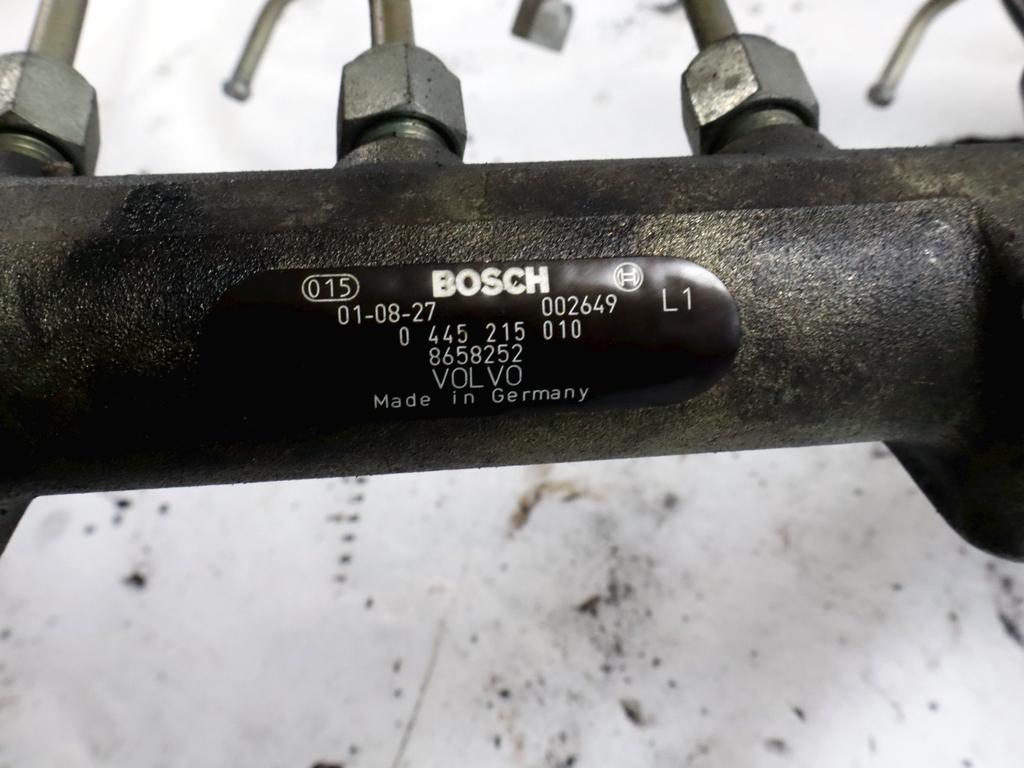 015 BOSCH
01-08-27 002649 L1
0 445 215 010
8658252
VOLVO
Made in Germany